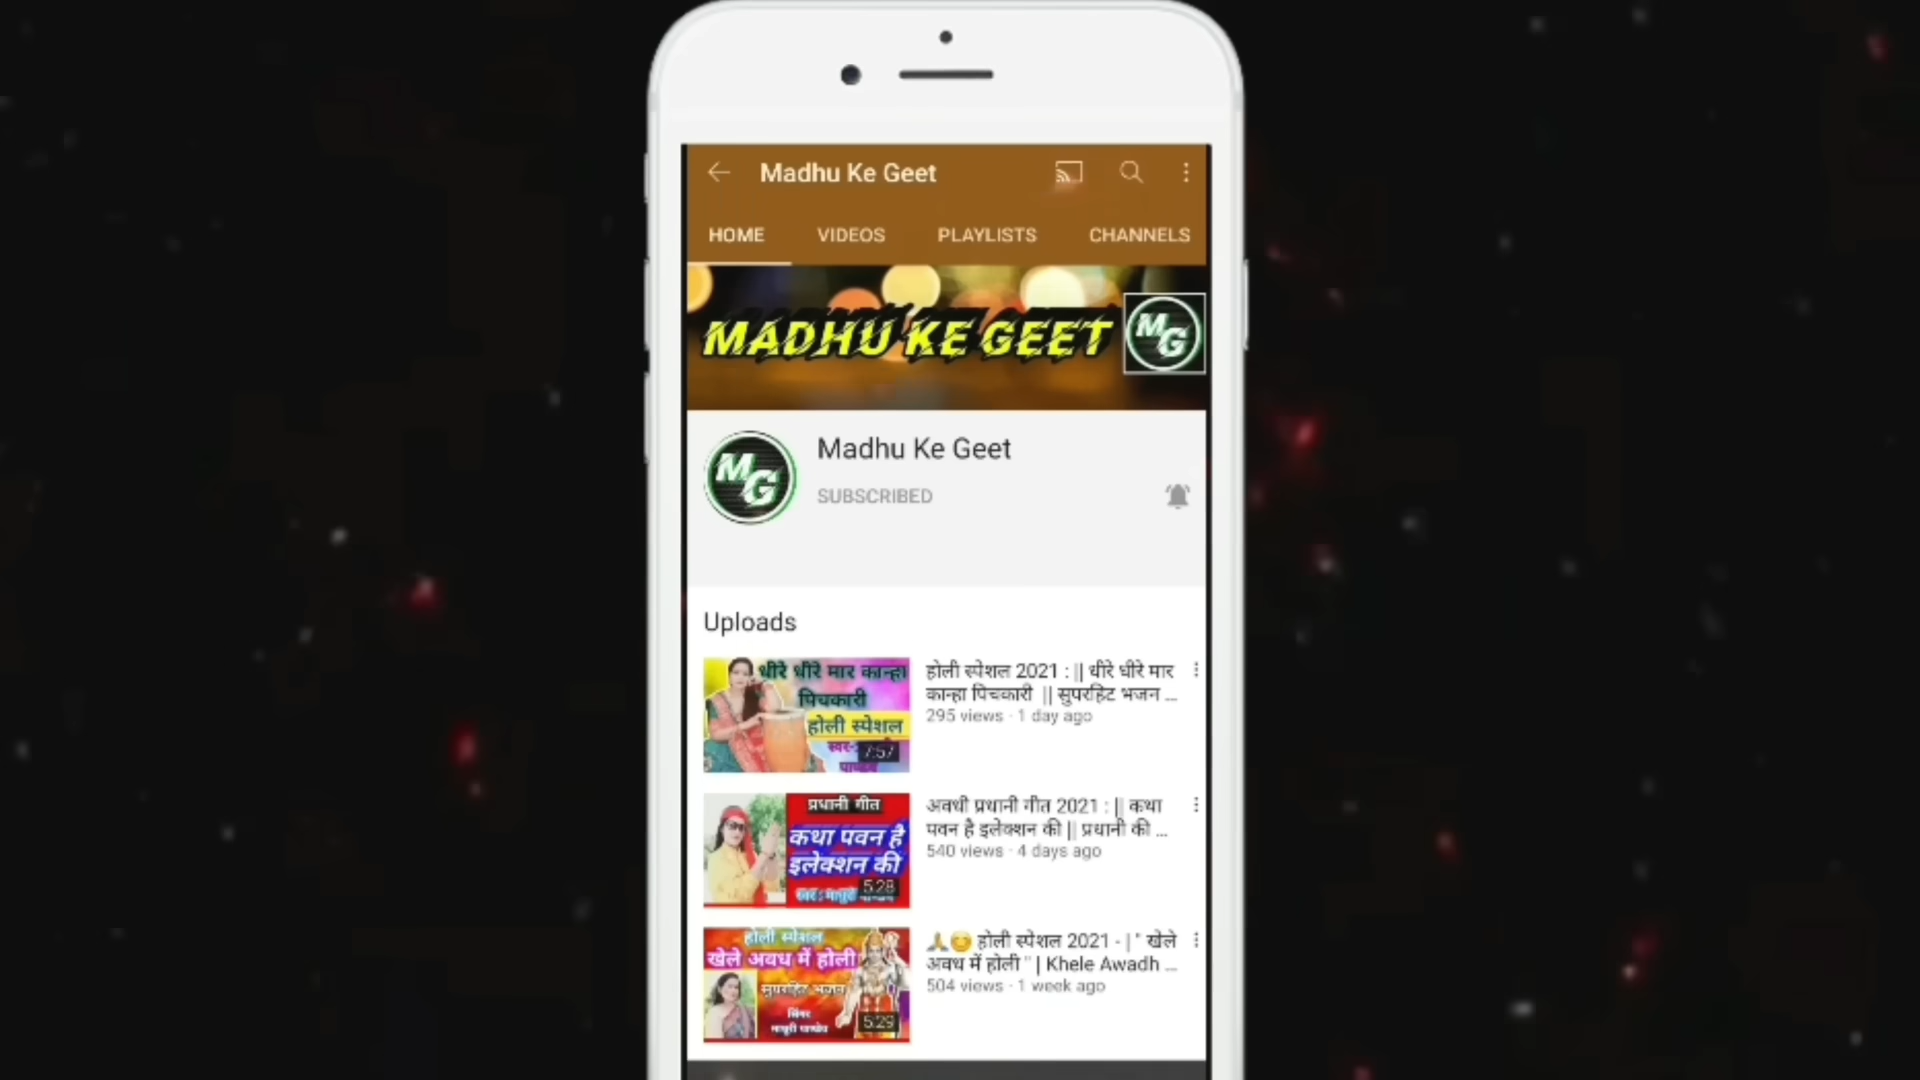 Madhu Ke Geet
HOME VIDEOS PLAYLISTS CHANNELS
MADHU KE GEET
MG
MG
Madhu Ke Geet
SUBSCRIBED
Uploads
धीरे धीरे मार कान्हा
पिचकारी
होली स्पेशल
स्वर-
7:57
होली स्पेशल 2021 : || धीरे धीरे मार
कान्हा पिचकारी || सुपरहिट भजन ...
295 views · 1 day ago
प्रधानी गीत
कथा पवन है
इलेक्शन की
5:28
अवधी प्रधानी गीत 2021 : || कथा
पवन है इलेक्शन की || प्रधानी की ...
540 views · 4 days ago
होली स्पेशल
खेले अवध में होली
सुपरहिट भजन
सिंगर
माधुरी पाण्डेय
5:29
🙏😊 होली स्पेशल 2021 - | " खेले
अवध में होली " | Khele Awadh ...
504 views · 1 week ago